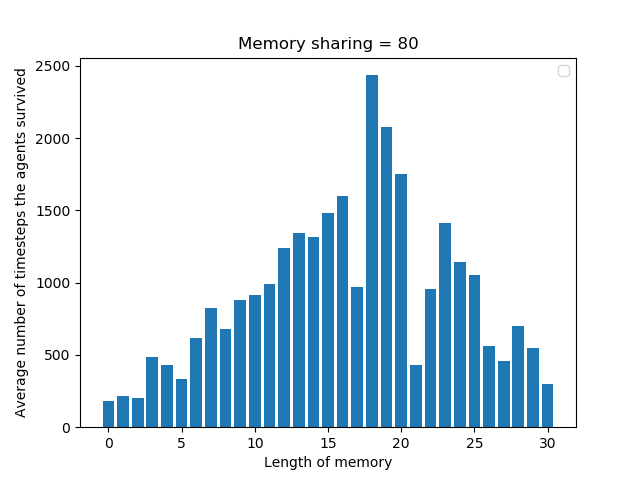 Memory sharing = 80
Average number of timesteps the agents survived
2500
2000
1500
1000
500
0
0 5 10 15 20 25 30
Length of memory